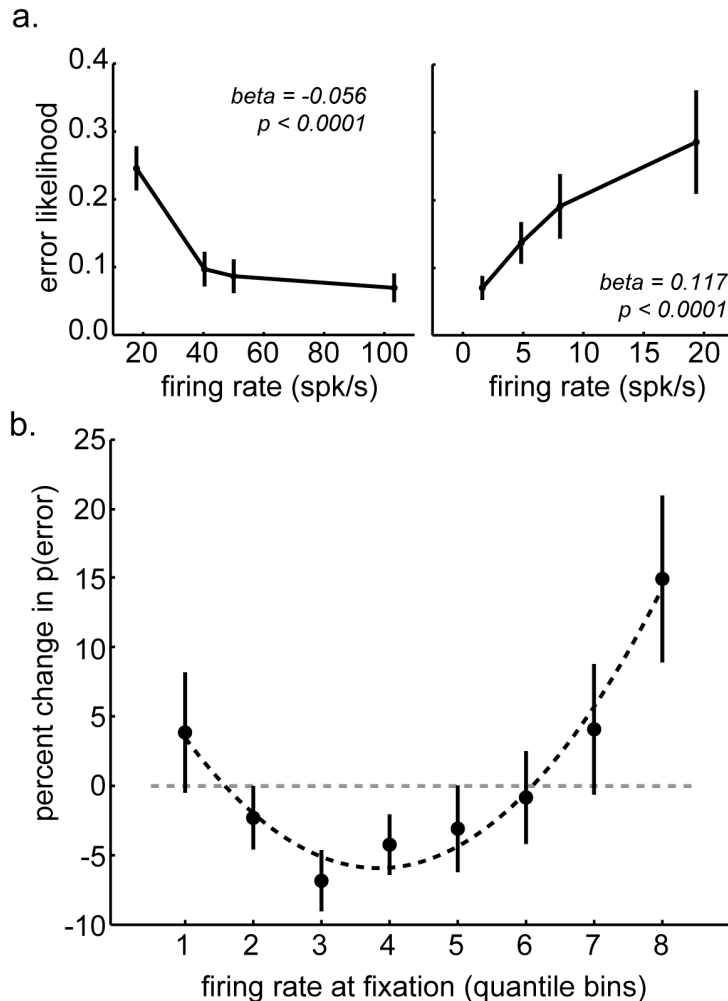 a.
0.4
0.3
0.2
0.1
0.0
error likelihood
beta = -0.056
p < 0.0001
20 40 60 80 100
firing rate (spk/s)
beta = 0.117
p < 0.0001
0 5 10 15 20
firing rate (spk/s)
b.
25
20
15
10
5
0
-5
-10
percent change in p(error)
1 2 3 4 5 6 7 8
firing rate at fixation (quantile bins)